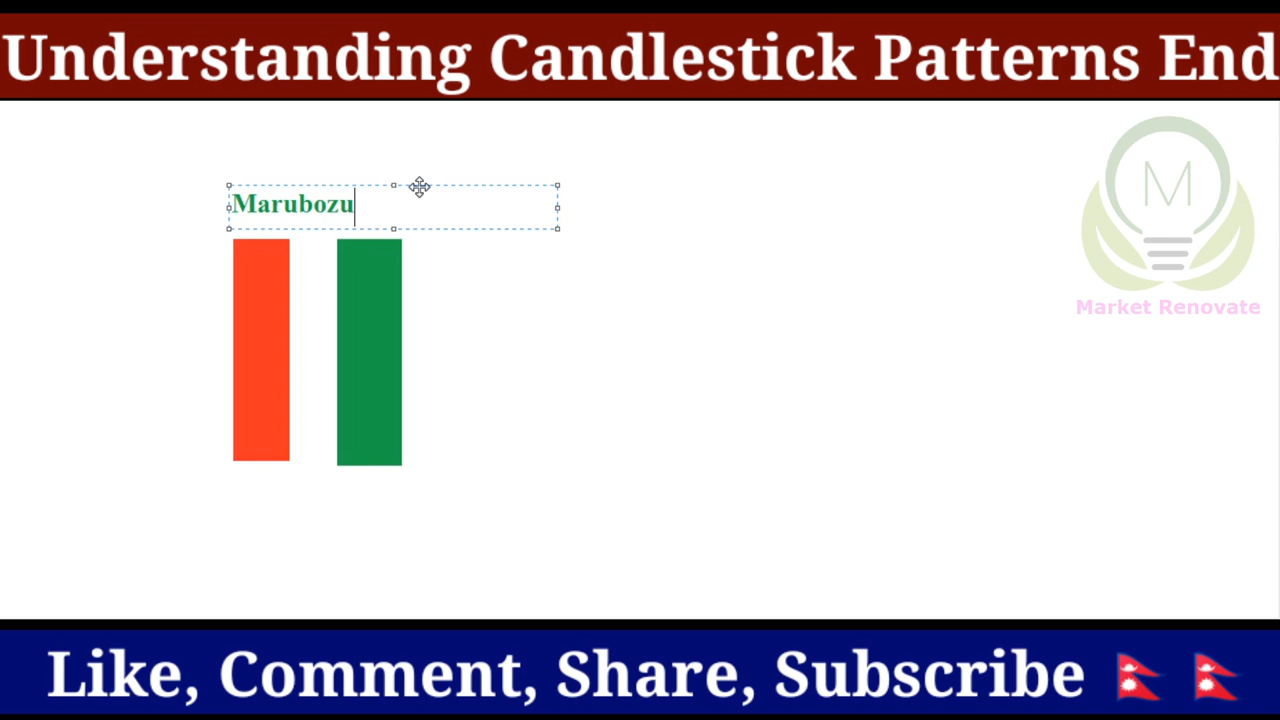 Understanding Candlestick Patterns End
M
Marubozu
Market Renovate
Like, Comment, Share, Subscribe 🇳🇵 🇳🇵